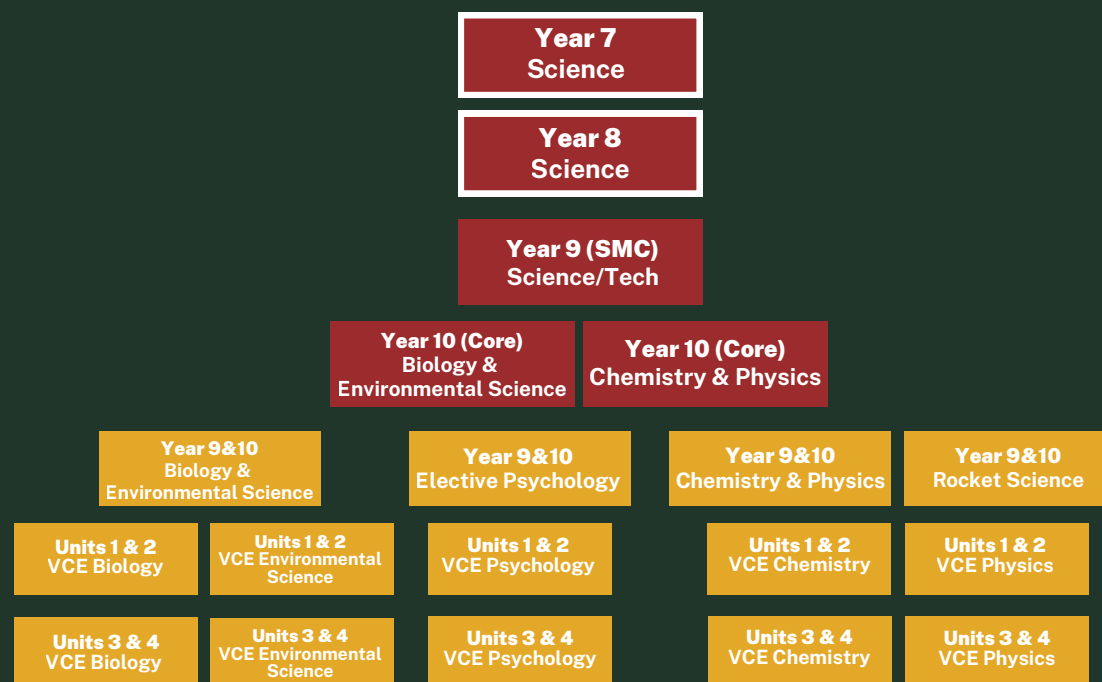 Year 7
Science
Year 8
Science
Year 9 (SMC)
Science/Tech
Year 10 (Core)
Biology &
Environmental Science
Year 10 (Core)
Chemistry & Physics
Year 9&10
Biology &
Environmental Science
Year 9&10
Elective Psychology
Year 9&10
Chemistry & Physics
Year 9&10
Rocket Science
Units 1 & 2
VCE Biology
Units 1 & 2
VCE Environmental
Science
Units 1 & 2
VCE Psychology
Units 1 & 2
VCE Chemistry
Units 1 & 2
VCE Physics
Units 3 & 4
VCE Biology
Units 3 & 4
VCE Environmental
Science
Units 3 & 4
VCE Psychology
Units 3 & 4
VCE Chemistry
Units 3 & 4
VCE Physics